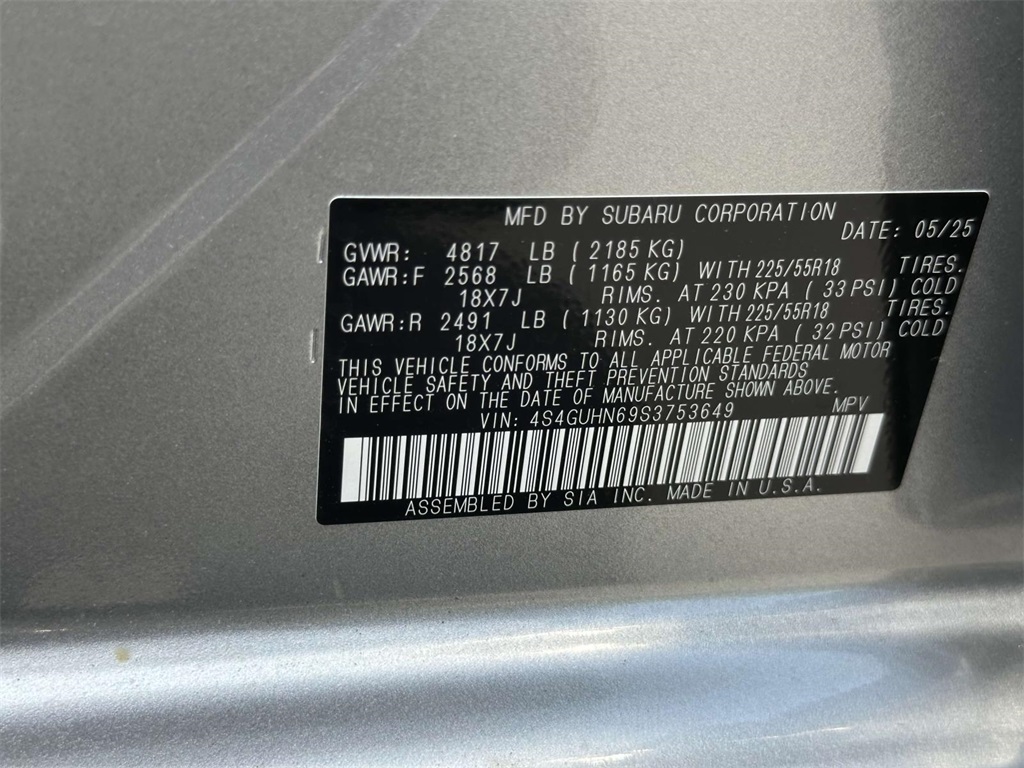 MFD BY SUBARU CORPORATION
DATE: 05/25
GVWR: 4817 LB ( 2185 KG)
GAWR:F 2568 LB ( 1165 KG) WITH 225/55R18 TIRES.
18X7J RIMS. AT 230 KPA ( 33 PSI) COLD
GAWR:R 2491 LB ( 1130 KG) WITH 225/55R18 TIRES.
18X7J RIMS. AT 220 KPA ( 32 PSI) COLD
THIS VEHICLE CONFORMS TO ALL APPLICABLE FEDERAL MOTOR
VEHICLE SAFETY AND THEFT PREVENTION STANDARDS
IN EFFECT ON THE DATE OF MANUFACTURE SHOWN ABOVE.
VIN: 4S4GUHN69S3753649 MPV
ASSEMBLED BY SIA INC. MADE IN U.S.A.